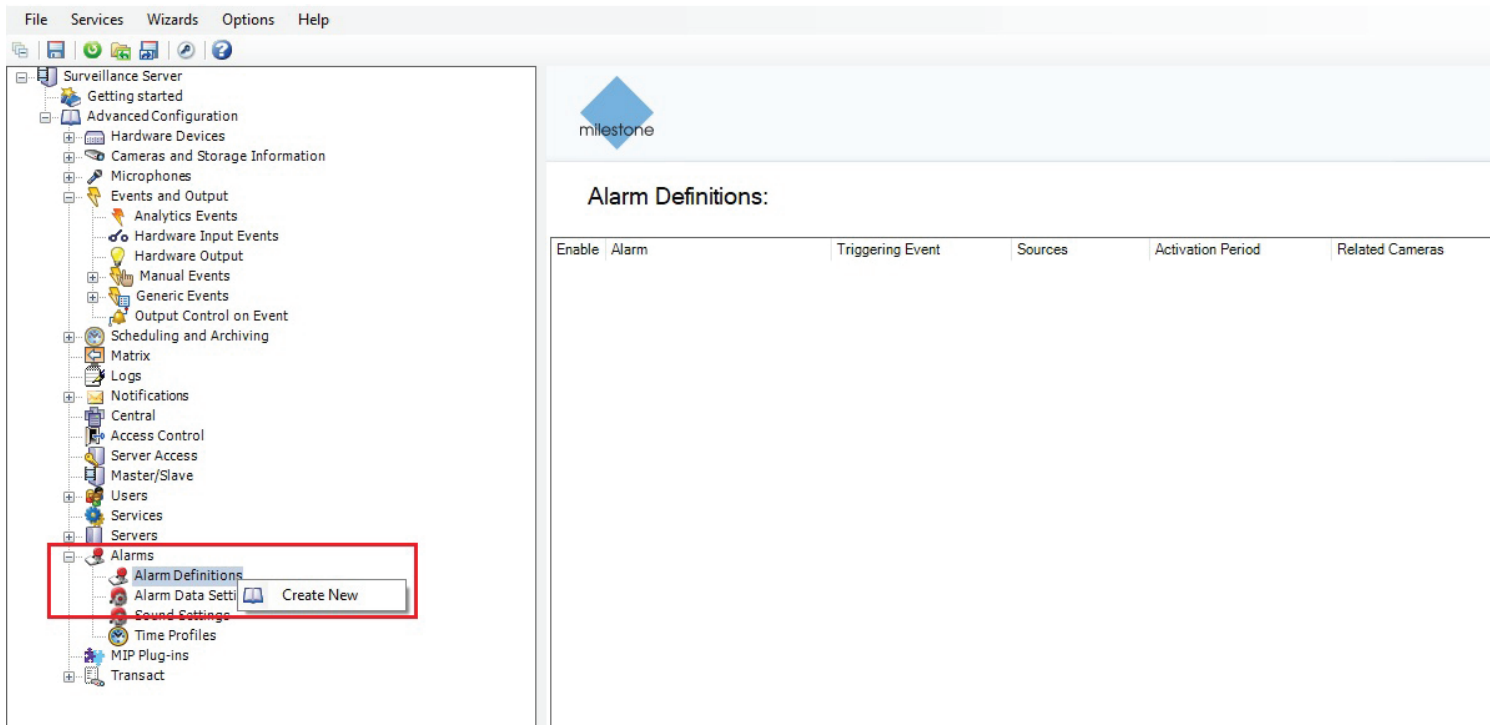 File Services Wizards Options Help
Surveillance Server
Getting started
Advanced Configuration
Hardware Devices
Cameras and Storage Information
Microphones
Events and Output
Analytics Events
Hardware Input Events
Hardware Output
Manual Events
Generic Events
Output Control on Event
Scheduling and Archiving
Matrix
Logs
Notifications
Central
Access Control
Server Access
Master/Slave
Users
Services
Servers
Alarms
Alarm Definitions
Alarm Data Setti
Create New
Sound Settings
Time Profiles
MIP Plug-ins
Transact
milestone
Alarm Definitions:
Enable Alarm Triggering Event Sources Activation Period Related Cameras